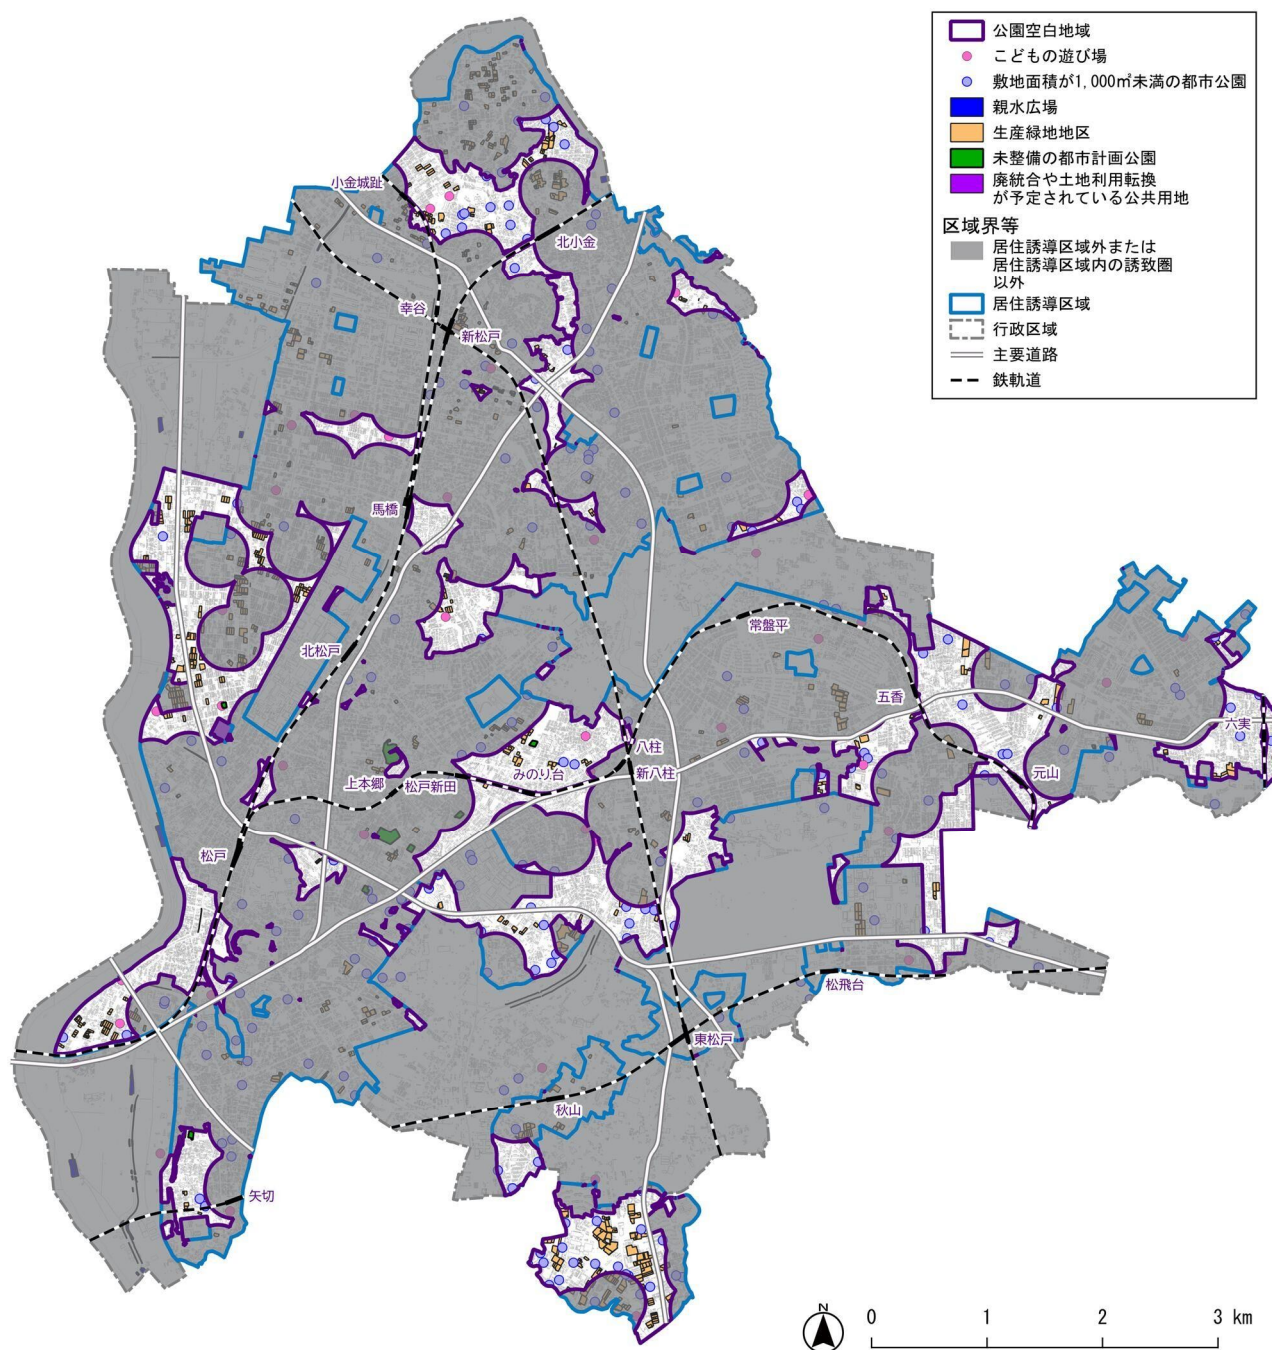 公園空白地域
こどもの遊び場
敷地面積が1,000㎡未満の都市公園
親水広場
生産緑地地区
未整備の都市計画公園
廃統合や土地利用転換
が予定されている公共用地
区域界等
居住誘導区域外または
居住誘導区域内の誘致圏
以外
居住誘導区域
行政区域
主要道路
鉄軌道
小金城趾
北小金
幸谷
新松戸
馬橋
常盤平
北松戸
五香
六実
八柱
みのり台
新八柱
上本郷
松戸新田
元山
松戸
松飛台
東松戸
秋山
矢切
N
0 1 2 3 km